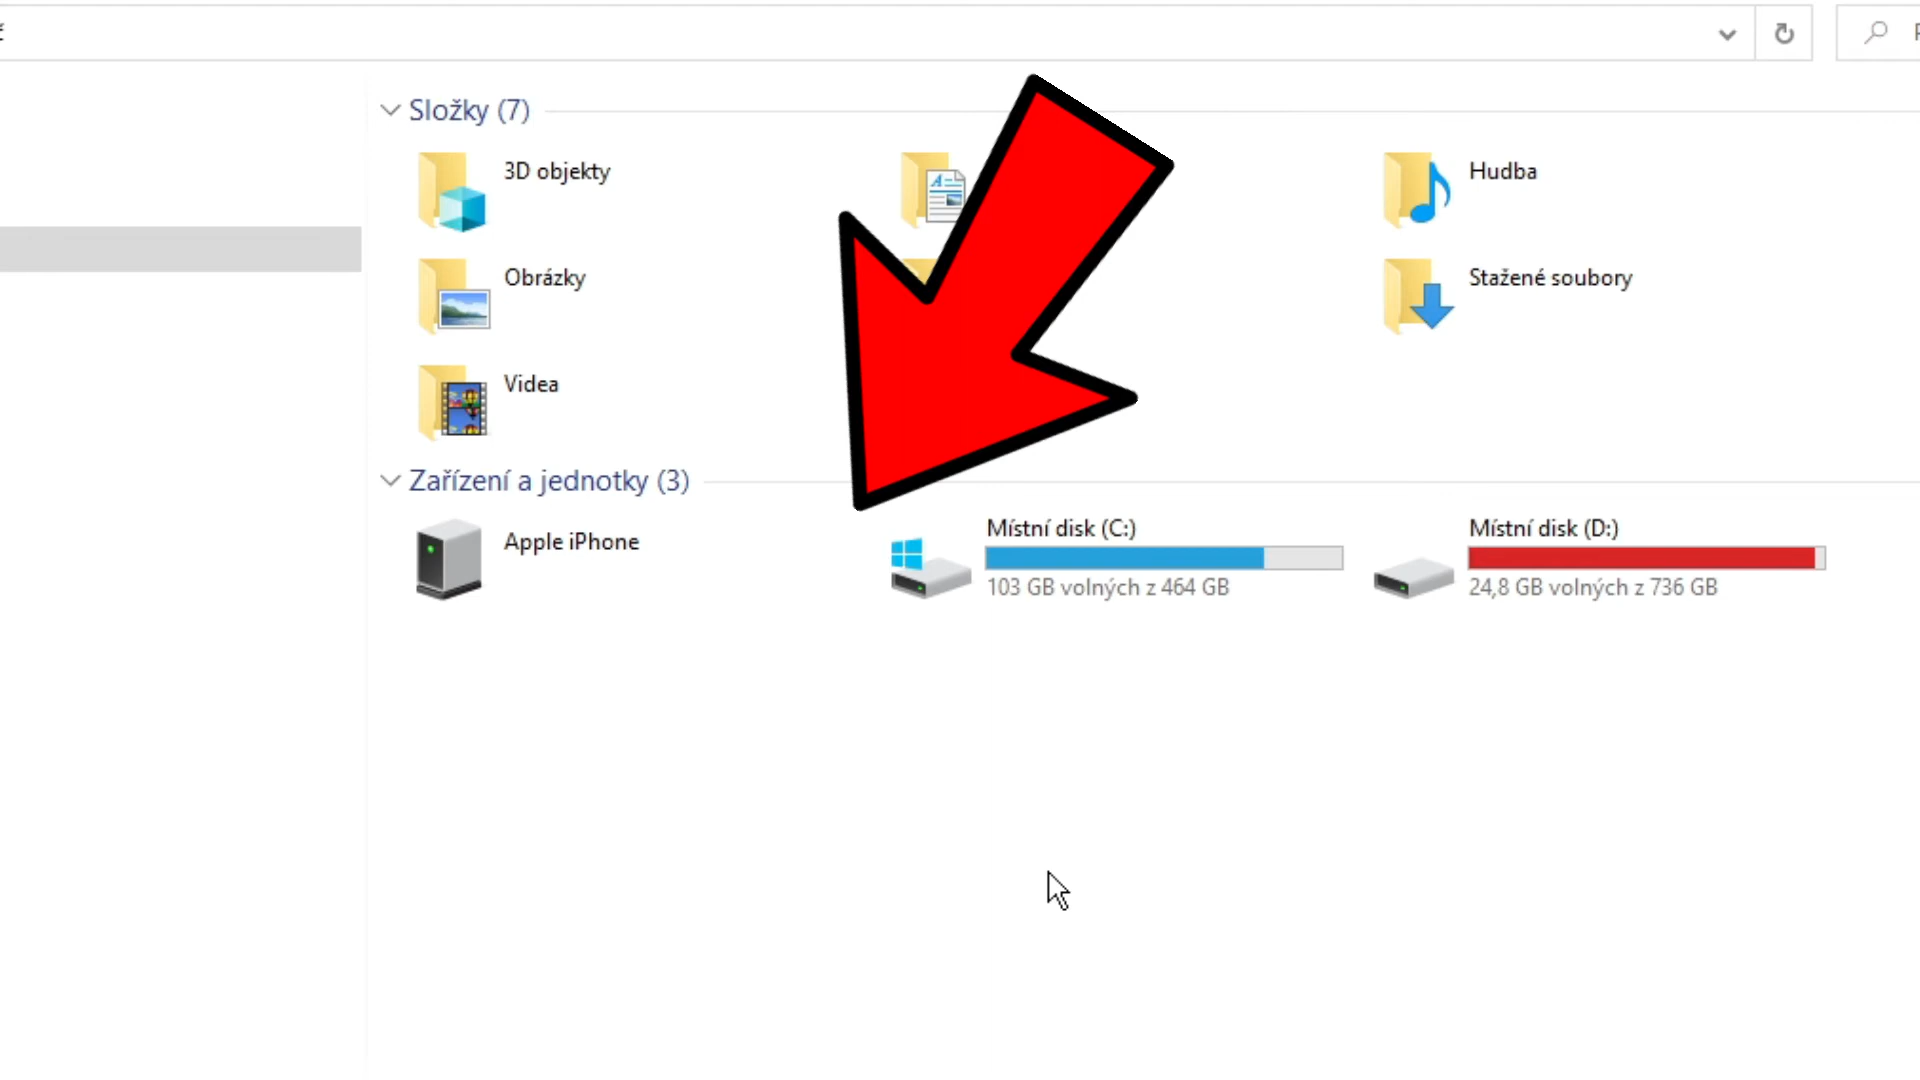 Složky (7)
3D objekty
Hudba
Obrázky
Stažené soubory
Videa
Zařízení a jednotky (3)
Apple iPhone
Místní disk (C:)
103 GB volných z 464 GB
Místní disk (D:)
24,8 GB volných z 736 GB